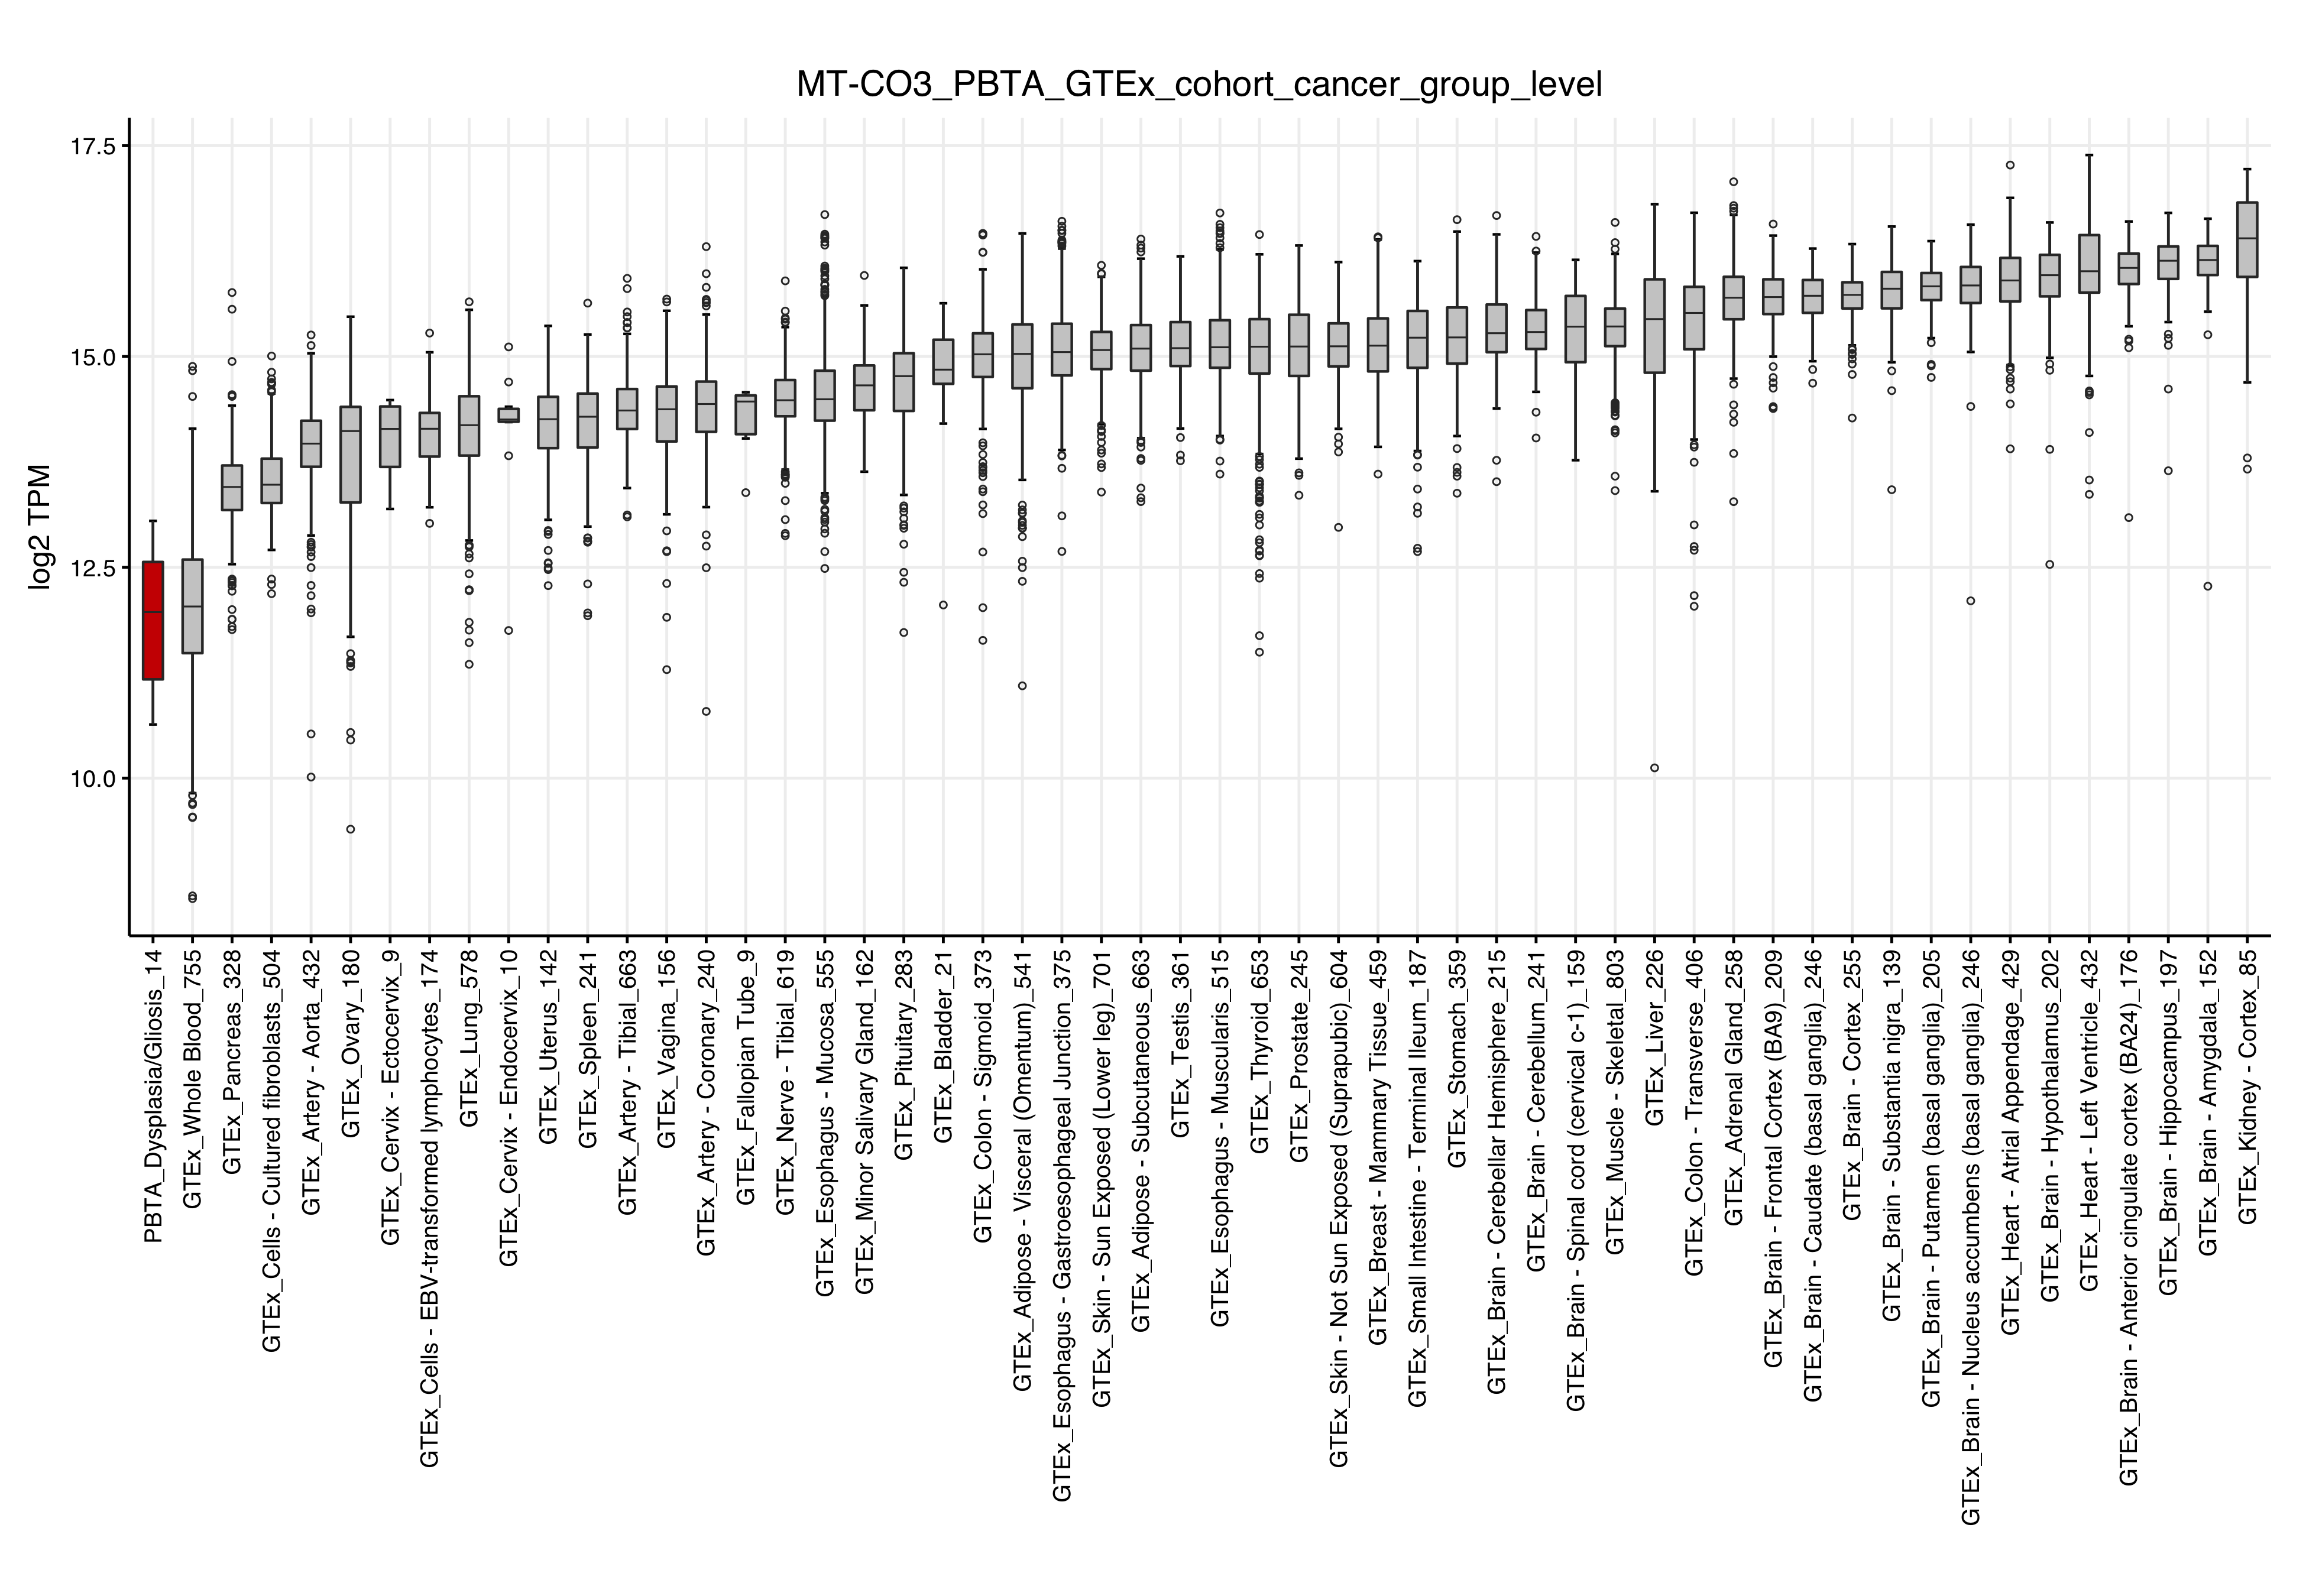 MT-CO3_PBTA_GTEx_cohort_cancer_group_level
log2 TPM
17.5
15.0
12.5
10.0
PBTA_Dysplasia/Gliosis_14
GTEx_Whole Blood_755
GTEx_Pancreas_328
GTEx_Cells - Cultured fibroblasts_504
GTEx_Artery - Aorta_432
GTEx_Ovary_180
GTEx_Cervix - Ectocervix_9
GTEx_Cells - EBV-transformed lymphocytes_174
GTEx_Lung_578
GTEx_Cervix - Endocervix_10
GTEx_Uterus_142
GTEx_Spleen_241
GTEx_Artery - Tibial_663
GTEx_Vagina_156
GTEx_Artery - Coronary_240
GTEx_Fallopian Tube_9
GTEx_Nerve - Tibial_619
GTEx_Esophagus - Mucosa_555
GTEx_Minor Salivary Gland_162
GTEx_Pituitary_283
GTEx_Bladder_21
GTEx_Colon - Sigmoid_373
GTEx_Adipose - Visceral (Omentum)_541
GTEx_Esophagus - Gastroesophageal Junction_375
GTEx_Skin - Sun Exposed (Lower leg)_701
GTEx_Adipose - Subcutaneous_663
GTEx_Testis_361
GTEx_Esophagus - Muscularis_515
GTEx_Thyroid_653
GTEx_Prostate_245
GTEx_Skin - Not Sun Exposed (Suprapubic)_604
GTEx_Breast - Mammary Tissue_459
GTEx_Small Intestine - Terminal Ileum_187
GTEx_Stomach_359
GTEx_Brain - Cerebellar Hemisphere_215
GTEx_Brain - Cerebellum_241
GTEx_Brain - Spinal cord (cervical c-1)_159
GTEx_Muscle - Skeletal_803
GTEx_Liver_226
GTEx_Colon - Transverse_406
GTEx_Adrenal Gland_258
GTEx_Brain - Frontal Cortex (BA9)_209
GTEx_Brain - Caudate (basal ganglia)_246
GTEx_Brain - Cortex_255
GTEx_Brain - Substantia nigra_139
GTEx_Brain - Putamen (basal ganglia)_205
GTEx_Brain - Nucleus accumbens (basal ganglia)_246
GTEx_Heart - Atrial Appendage_429
GTEx_Brain - Hypothalamus_202
GTEx_Heart - Left Ventricle_432
GTEx_Brain - Anterior cingulate cortex (BA24)_176
GTEx_Brain - Hippocampus_197
GTEx_Brain - Amygdala_152
GTEx_Kidney - Cortex_85